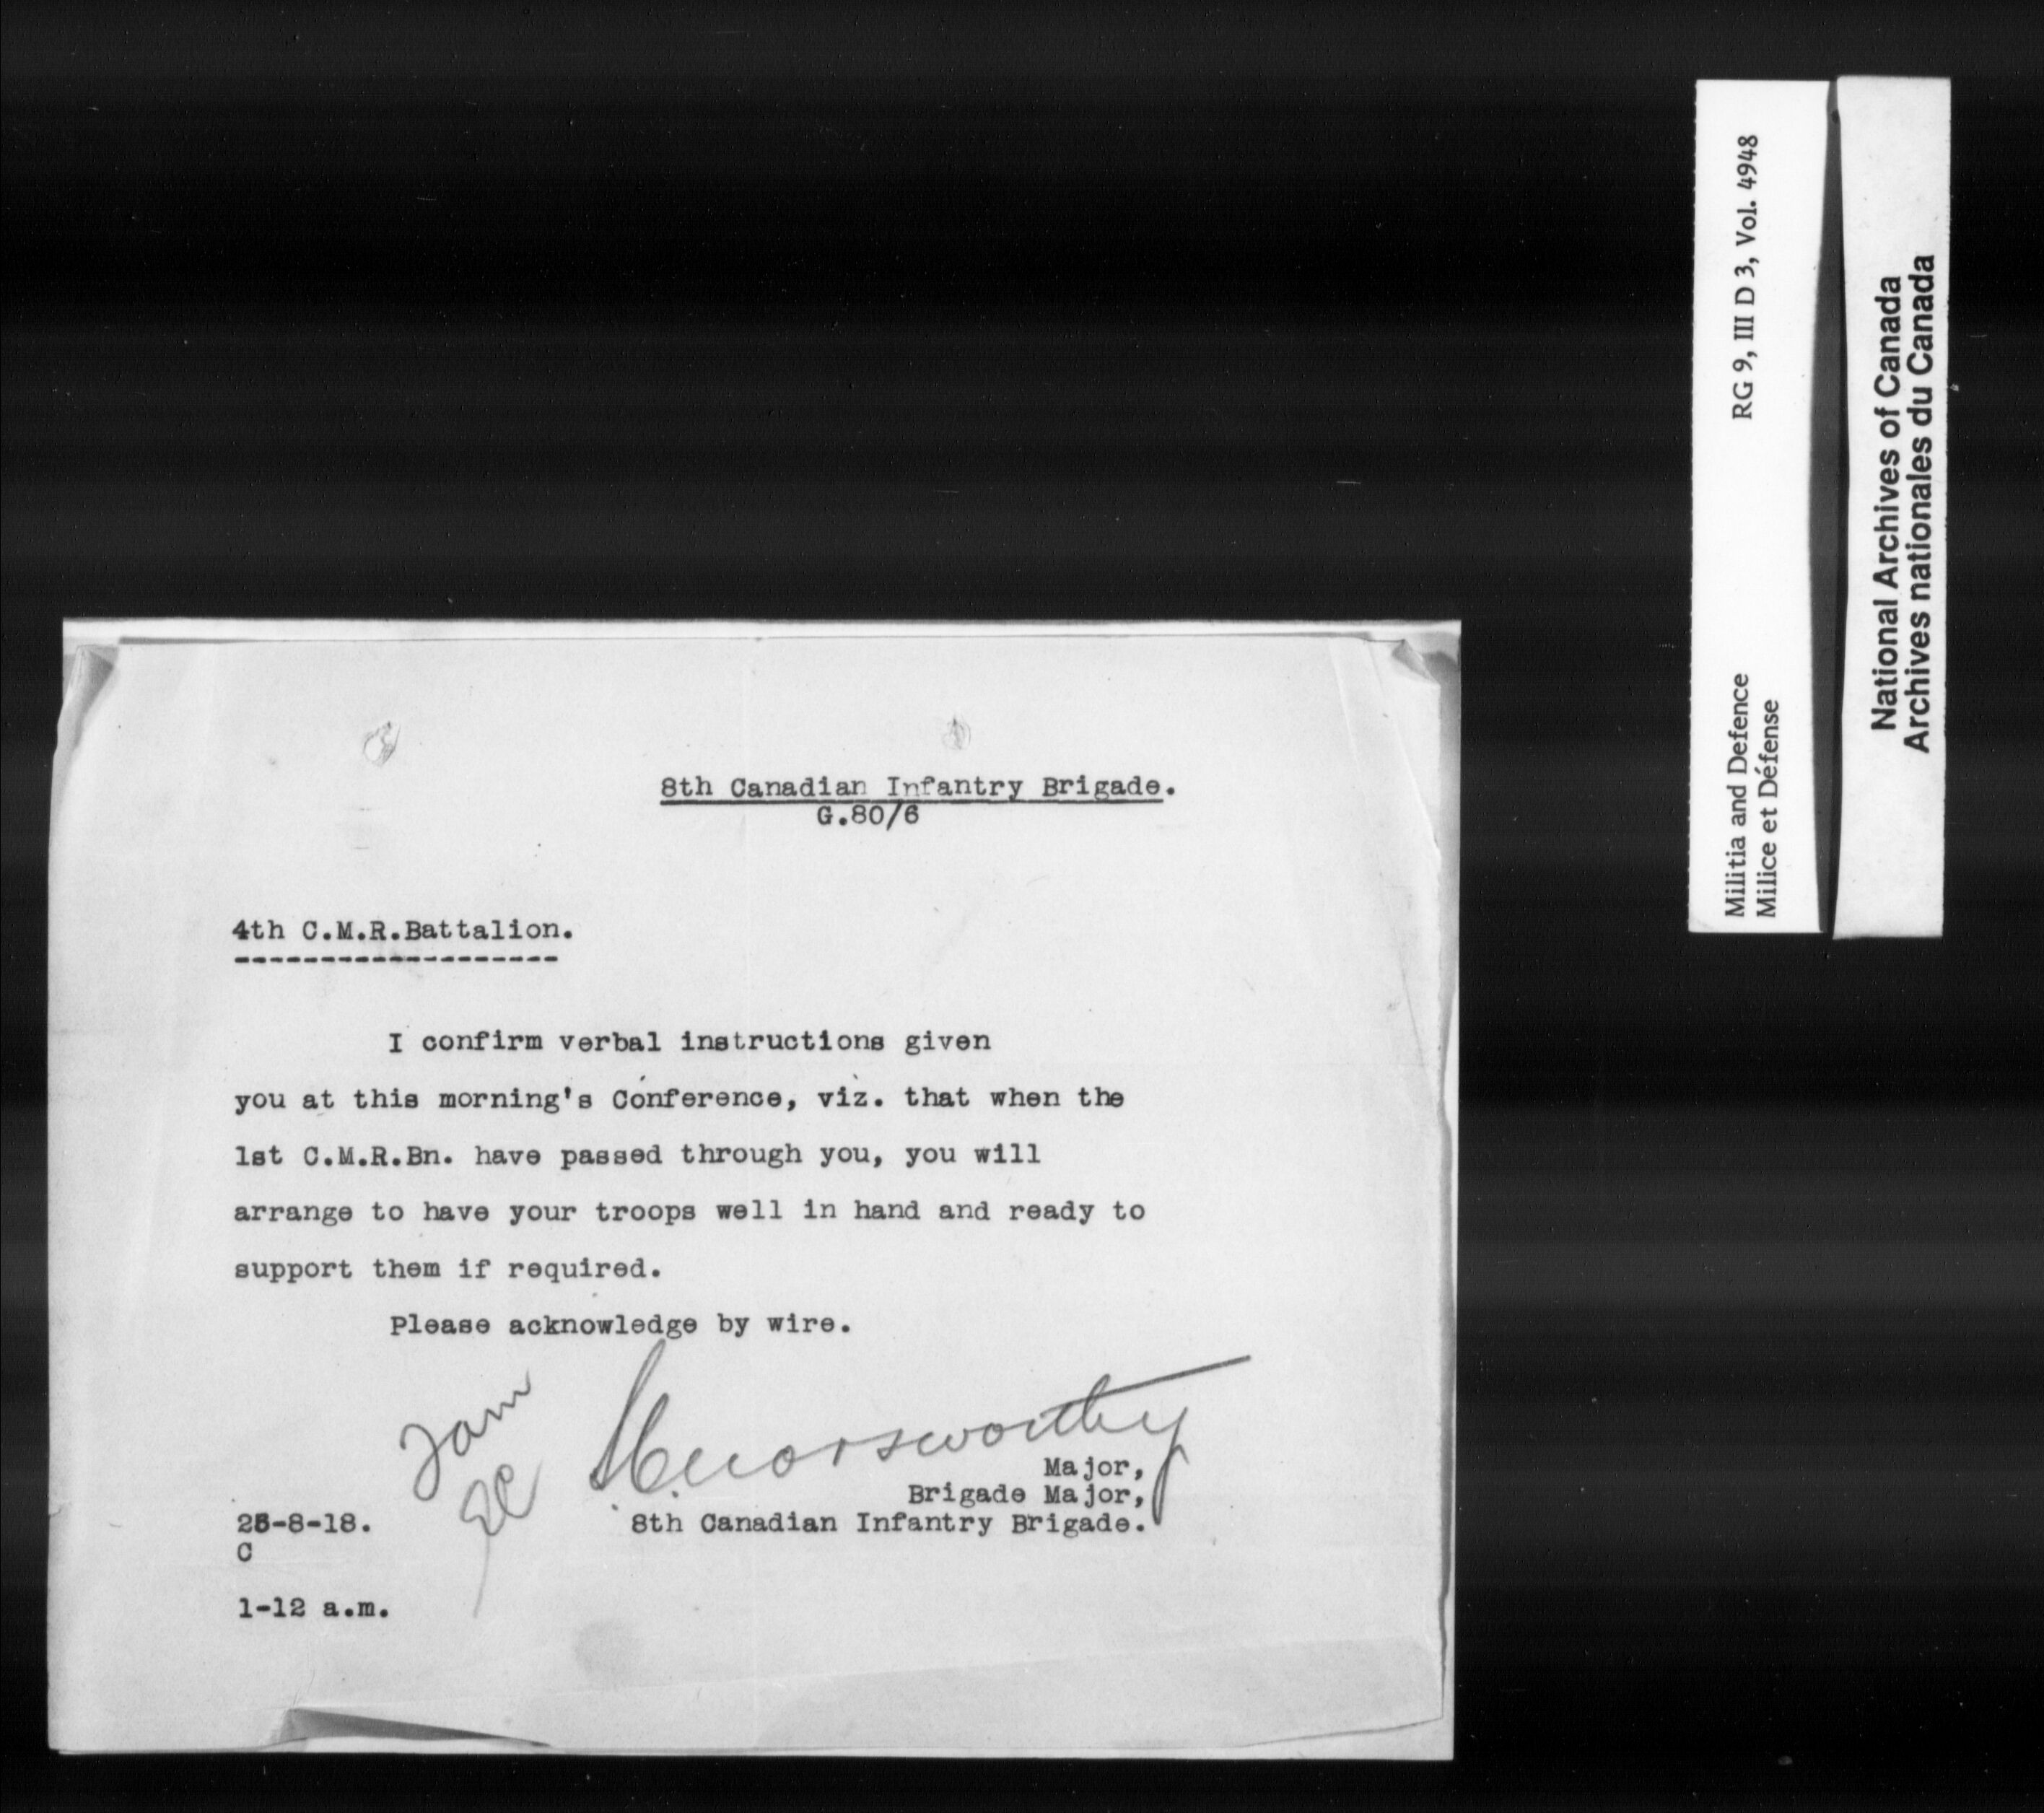 8th Canadian Infantry Brigade.
G.80/6
4th C.M.R.Battalion.
-------------------
I confirm verbal instructions given
you at this morning's Conference, viz. that when the
1st C.M.R.Bn. have passed through you, you will
arrange to have your troops well in hand and ready to
support them if required.
Please acknowledge by wire.
Norsworthy
Major,
Brigade Major,
8th Canadian Infantry Brigade.
-8-18.
C
1-12 a.m.
Militia and Defence RG 9, III D 3, Vol. 4948
Milice et Défense
National Archives of Canada
Archives nationales du Canada